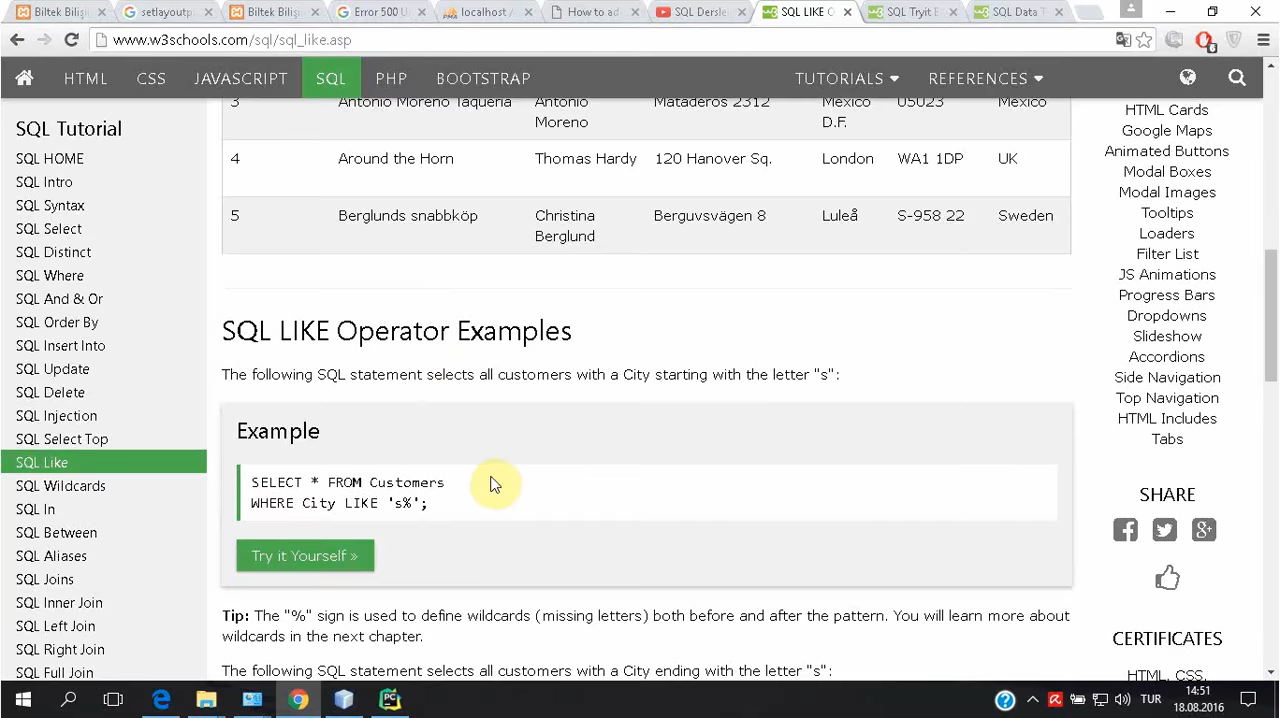 Biltek Bilişi
setlayoutp
Biltek Bilişi
Error 500
localhost /
How to ad
SQL Dersle
SQL LIKE O
SQL Tryit E
SQL Data
www.w3schools.com/sql/sql_like.asp
6
HTML CSS JAVASCRIPT SQL PHP BOOTSTRAP TUTORIALS REFERENCES
SQL Tutorial
SQL HOME
SQL Intro
SQL Syntax
SQL Select
SQL Distinct
SQL Where
SQL And & Or
SQL Order By
SQL Insert Into
SQL Update
SQL Delete
SQL Injection
SQL Select Top
SQL Like
SQL Wildcards
SQL In
SQL Between
SQL Aliases
SQL Joins
SQL Inner Join
SQL Left Join
SQL Right Join
SQL Full Join
3 Antonio Moreno Taquería Antonio Mataderos 2312 México 05023 Mexico
Moreno D.F.
4 Around the Horn Thomas Hardy 120 Hanover Sq. London WA1 1DP UK
5 Berglunds snabbköp Christina Berguvsvägen 8 Luleå S-958 22 Sweden
Berglund
SQL LIKE Operator Examples
The following SQL statement selects all customers with a City starting with the letter "s":
Example
SELECT * FROM Customers
WHERE City LIKE 's%';
Try it Yourself »
Tip: The "%" sign is used to define wildcards (missing letters) both before and after the pattern. You will learn more about
wildcards in the next chapter.
The following SQL statement selects all customers with a City ending with the letter "s":
HTML Cards
Google Maps
Animated Buttons
Modal Boxes
Modal Images
Tooltips
Loaders
Filter List
JS Animations
Progress Bars
Dropdowns
Slideshow
Accordions
Side Navigation
Top Navigation
HTML Includes
Tabs
SHARE
CERTIFICATES
HTML, CSS,
TUR
14:51
18.08.2016